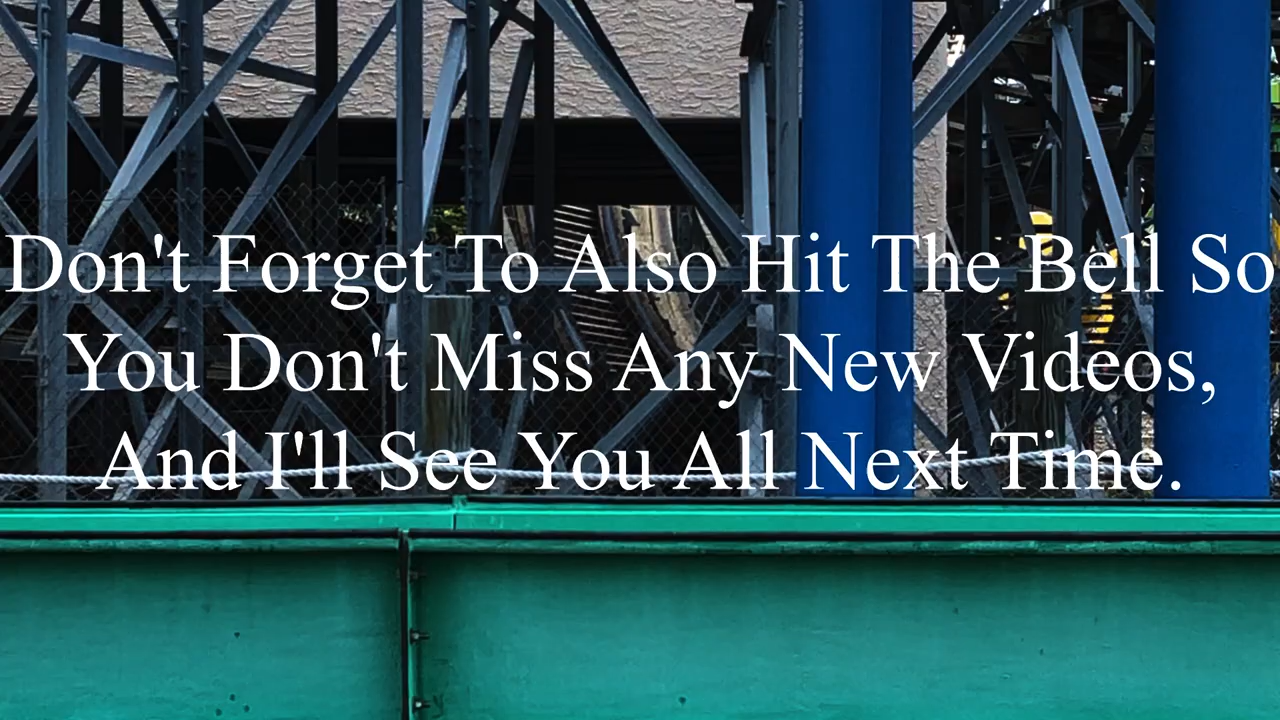 Don't Forget To Also Hit The Bell So
You Don't Miss Any New Videos,
And I'll See You All Next Time.